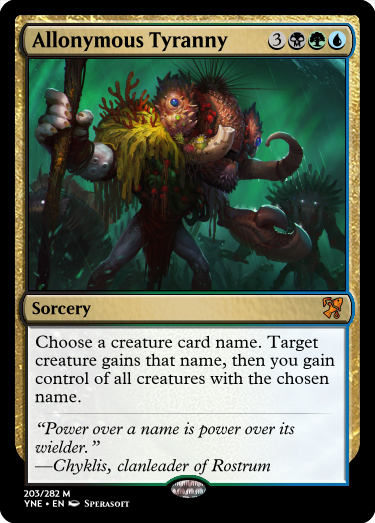 Allonymous Tyranny 3
Sorcery
Choose a creature card name. Target
creature gains that name, then you gain
control of all creatures with the chosen
name.
“Power over a name is power over its
wielder.”
—Chyklis, clanleader of Rostrum
203/282 M
YNE • EN Sperasoft